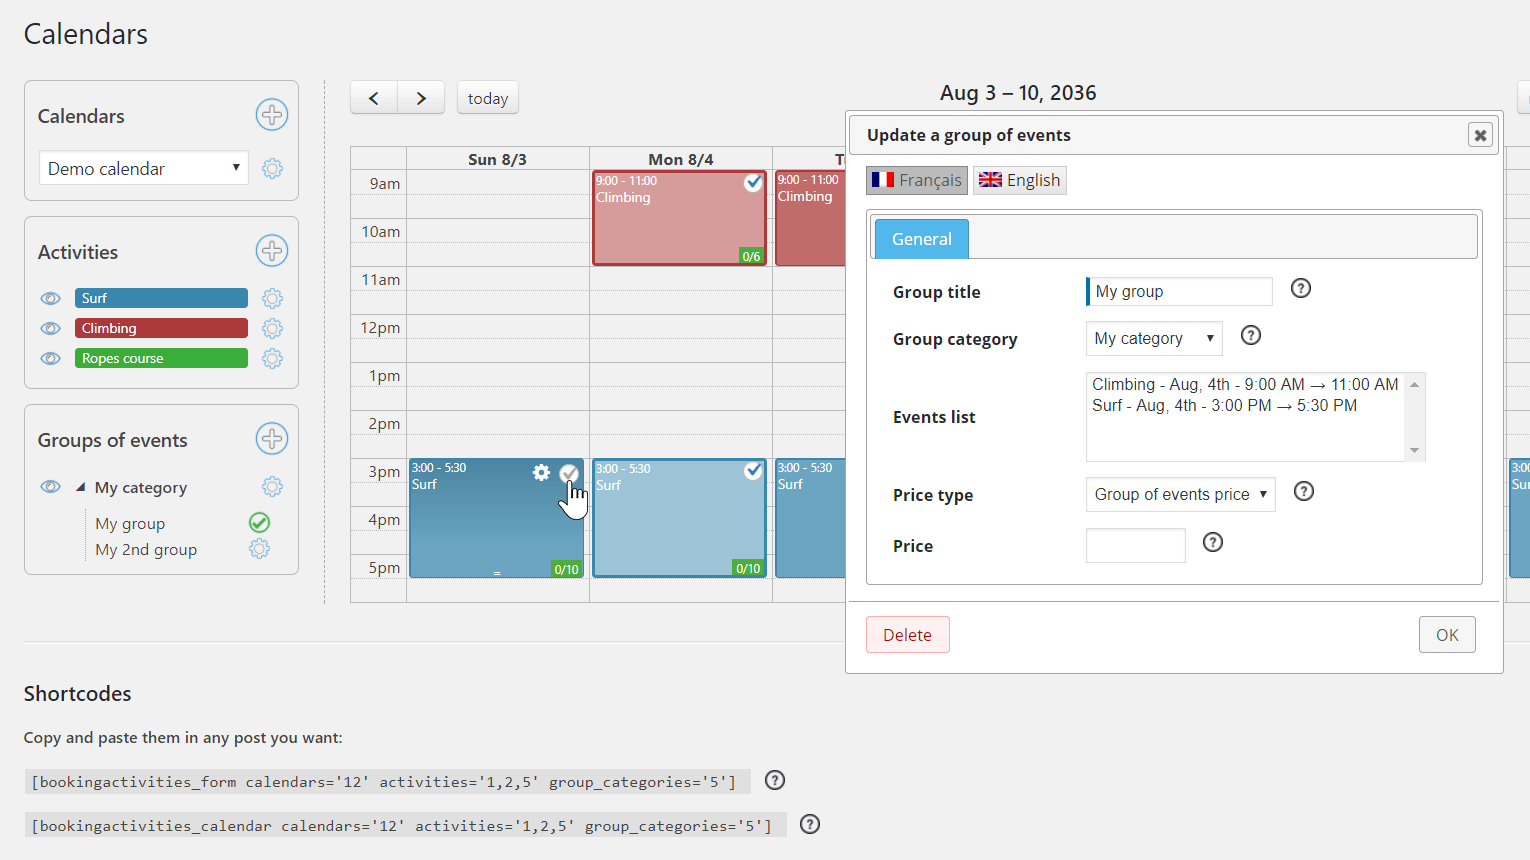 Calendars
Calendars
Demo calendar
Activities
Surf
Climbing
Ropes course
Groups of events
My category
My group
My 2nd group
today
Aug 3 – 10, 2036
Sun 8/3
Mon 8/4
9am
10am
11am
12pm
1pm
2pm
3pm
4pm
5pm
9:00 - 11:00
Climbing
0/6
9:00 - 11:00
Climbing
3:00 - 5:30
Surf
0/10
3:00 - 5:30
Surf
0/10
3:00 - 5:30
Surf
Update a group of events
Français
English
General
Group title
My group
Group category
My category
Events list
Climbing - Aug, 4th - 9:00 AM → 11:00 AM
Surf - Aug, 4th - 3:00 PM → 5:30 PM
Price type
Group of events price
Price
Delete
OK
Shortcodes
Copy and paste them in any post you want:
[bookingactivities_form calendars='12' activities='1,2,5' group_categories='5']
[bookingactivities_calendar calendars='12' activities='1,2,5' group_categories='5']